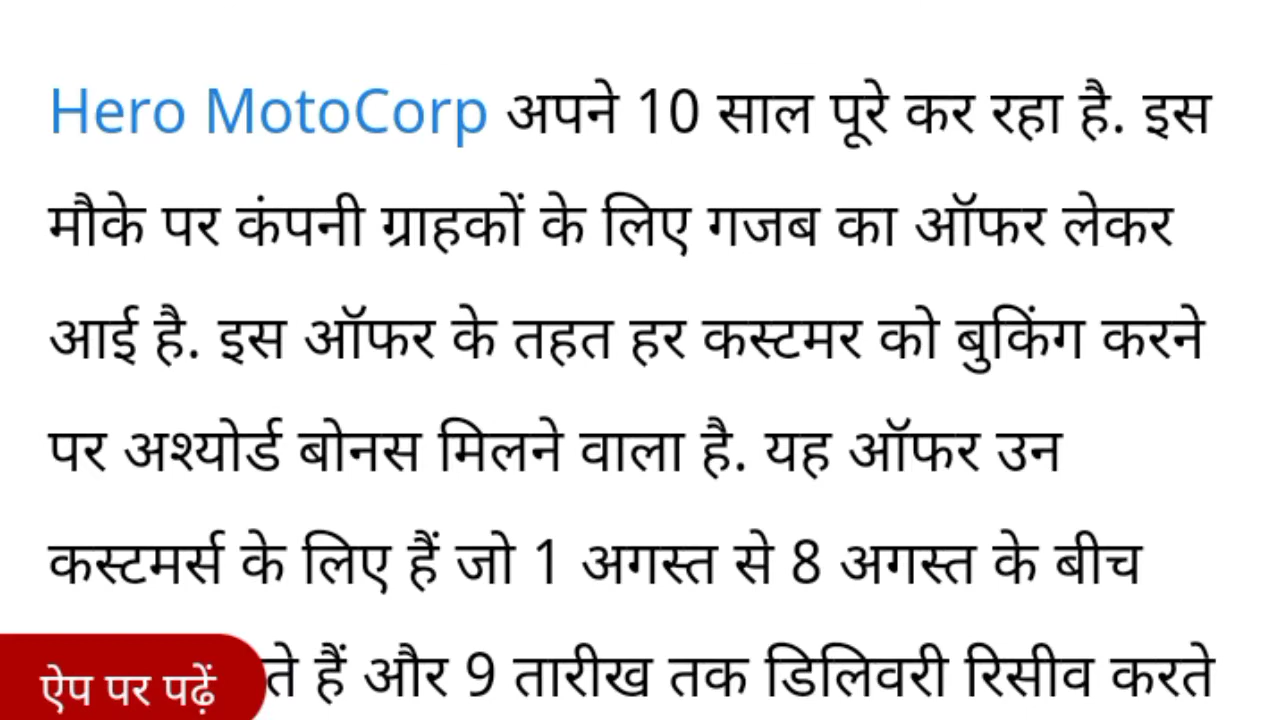 Hero MotoCorp अपने 10 साल पूरे कर रहा है. इस
मौके पर कंपनी ग्राहकों के लिए गजब का ऑफर लेकर
आई है. इस ऑफर के तहत हर कस्टमर को बुकिंग करने
पर अश्योर्ड बोनस मिलने वाला है. यह ऑफर उन
कस्टमर्स के लिए हैं जो 1 अगस्त से 8 अगस्त के बीच
हैं और 9 तारीख तक डिलिवरी रिसीव करते
ऐप पर पढ़ें